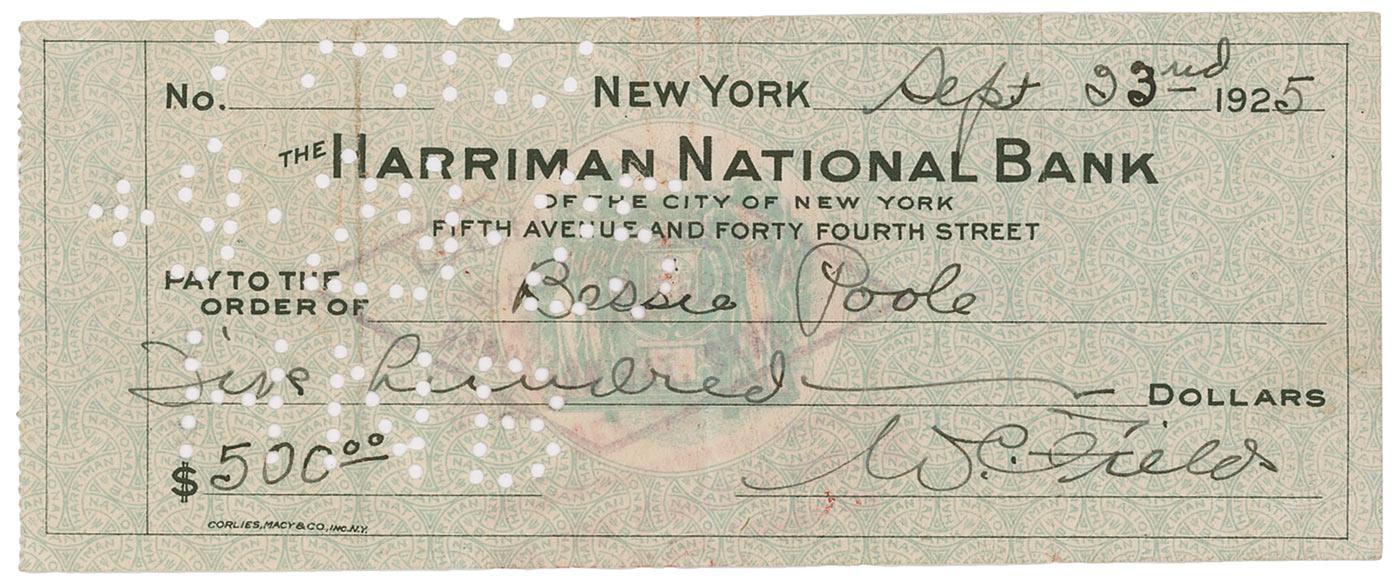 No. NEW YORK Sept 23rd 1925
THE HARRIMAN NATIONAL BANK
OF THE CITY OF NEW YORK
FIFTH AVENUE AND FORTY FOURTH STREET
PAY TO THE
ORDER OF Bessie Poole
Five hundred DOLLARS
$500.00 W.C. Fields
CORLIES, MACY & CO., INC. N.Y.